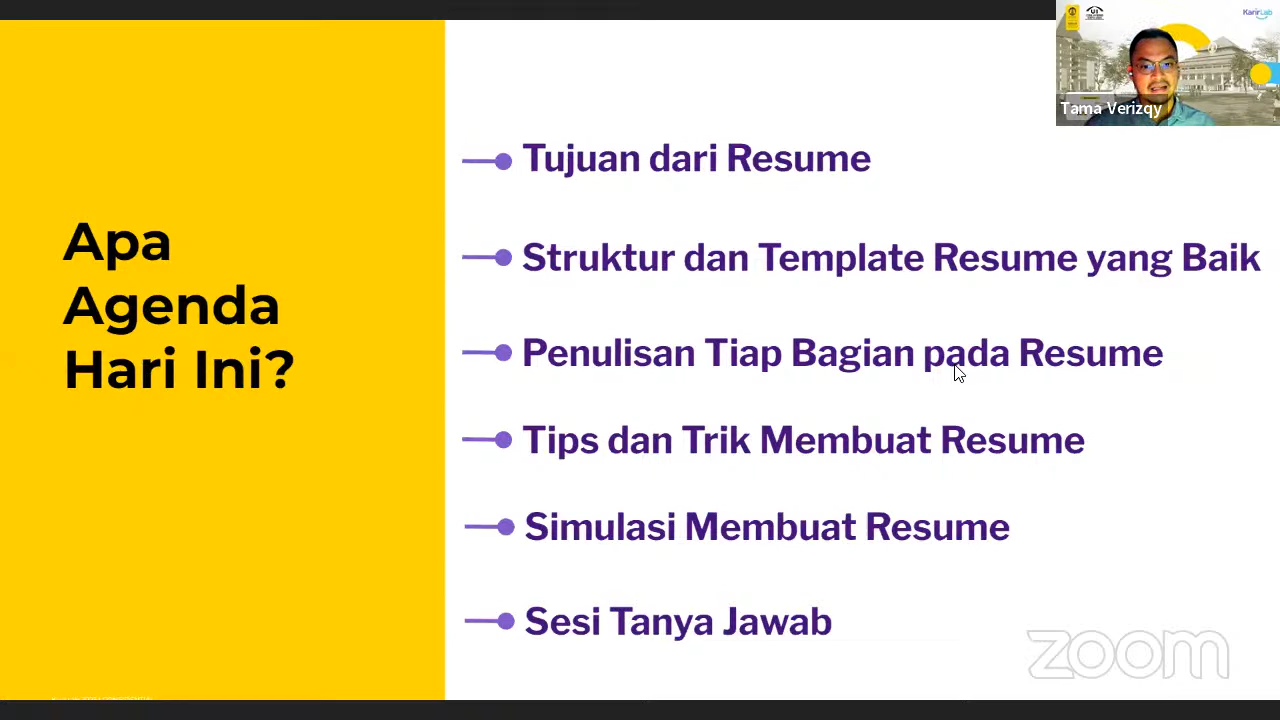 KarirLab
Tama Verizqy
Apa
Agenda
Hari Ini?
Tujuan dari Resume
Struktur dan Template Resume yang Baik
Penulisan Tiap Bagian pada Resume
Tips dan Trik Membuat Resume
Simulasi Membuat Resume
Sesi Tanya Jawab
zoom